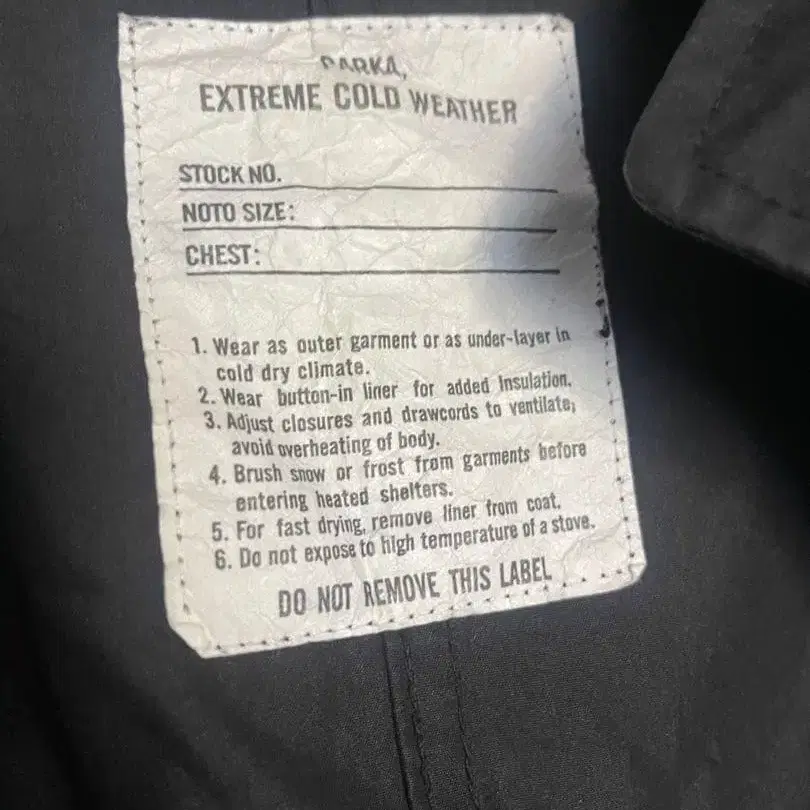 PARKA,
EXTREME COLD WEATHER
STOCK NO.
NOTO SIZE:
CHEST:
1. Wear as outer garment or as under-layer in
cold dry climate.
2. Wear button-in liner for added insulation.
3. Adjust closures and drawcords to ventilate,
avoid overheating of body.
4. Brush snow or frost from garments before
entering heated shelters.
5. For fast drying, remove liner from coat.
6. Do not expose to high temperature of a stove.
DO NOT REMOVE THIS LABEL